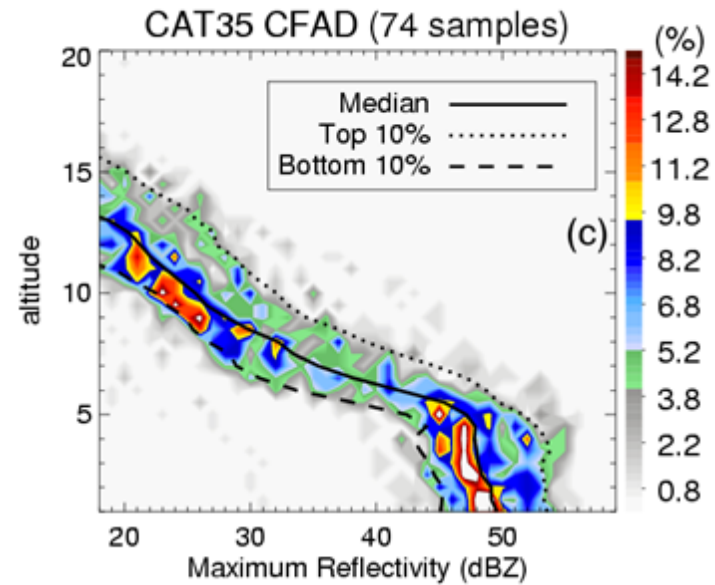 CAT35 CFAD (74 samples)
(%)
20
15
10
5
altitude
Median
Top 10%
Bottom 10%
(c)
14.2
12.8
11.2
9.8
8.2
6.8
5.2
3.8
2.2
0.8
20 30 40 50
Maximum Reflectivity (dBZ)